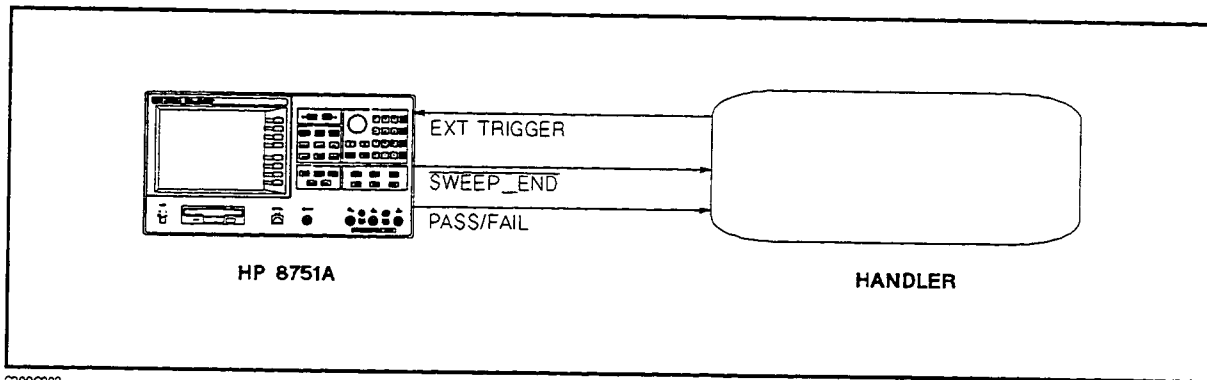 EXT TRIGGER
SWEEP_END
PASS/FAIL
HP 8751A
HANDLER